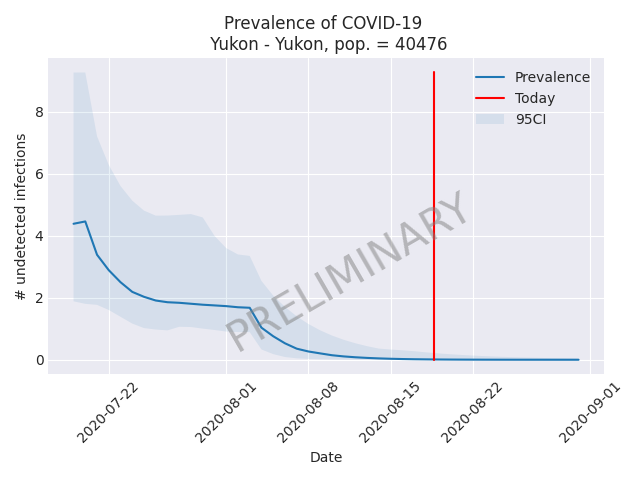 Prevalence of COVID-19
Yukon - Yukon, pop. = 40476
Prevalence
Today
95CI
# undetected infections
8
6
4
2
0
PRELIMINARY
2020-07-22
2020-08-01
2020-08-08
2020-08-15
2020-08-22
2020-09-01
Date